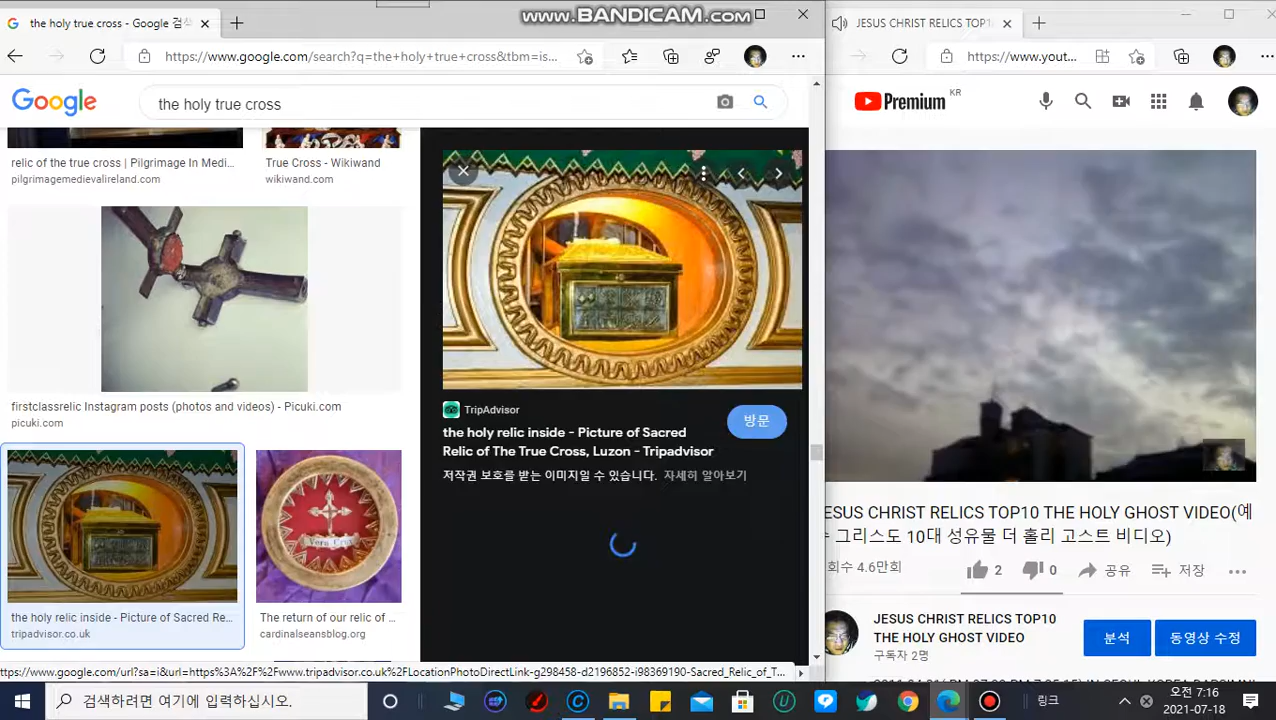 the holy true cross - Google 검색
www.BANDICAM.com
https://www.google.com/search?q=the+holy+true+cross&tbm=is...
Google
the holy true cross
relic of the true cross | Pilgrimage In Medi...
pilgrimagemedievalireland.com
True Cross - Wikiwand
wikiwand.com
firstclassrelic Instagram posts (photos and videos) - Picuki.com
picuki.com
the holy relic inside - Picture of Sacred Re...
tripadvisor.co.uk
Vera Cruz
The return of our relic of ...
cardinalseansblog.org
TripAdvisor
the holy relic inside - Picture of Sacred
Relic of The True Cross, Luzon - Tripadvisor
방문
저작권 보호를 받는 이미지일 수 있습니다. 자세히 알아보기
https://www.google.com/url?sa=i&url=https%3A%2F%2Fwww.tripadvisor.co.uk%2FLocationPhotoDirectLink-g298458-d2196852-i98369190-Sacred_Relic_of_T...
JESUS CHRIST RELICS TOP1
https://www.yout...
Premium KR
ESUS CHRIST RELICS TOP10 THE HOLY GHOST VIDEO(예
그리스도 10대 성유물 더 홀리 고스트 비디오)
회수 4.6만회
2
0
공유
저장
JESUS CHRIST RELICS TOP10
THE HOLY GHOST VIDEO
구독자 2명
분석
동영상 수정
검색하려면 여기에 입력하십시오.
링크
오전 7:16
2021-07-18